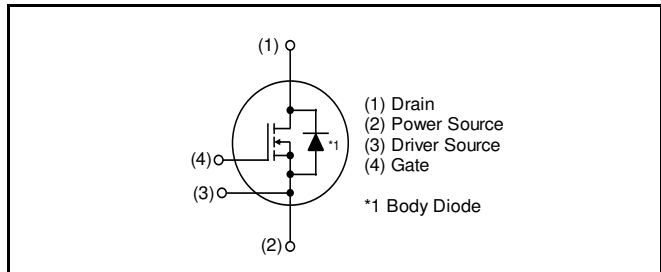 (1)
(1) Drain
(2) Power Source
(3) Driver Source
(4) Gate
*1
(4)
(3)
*1 Body Diode
(2)